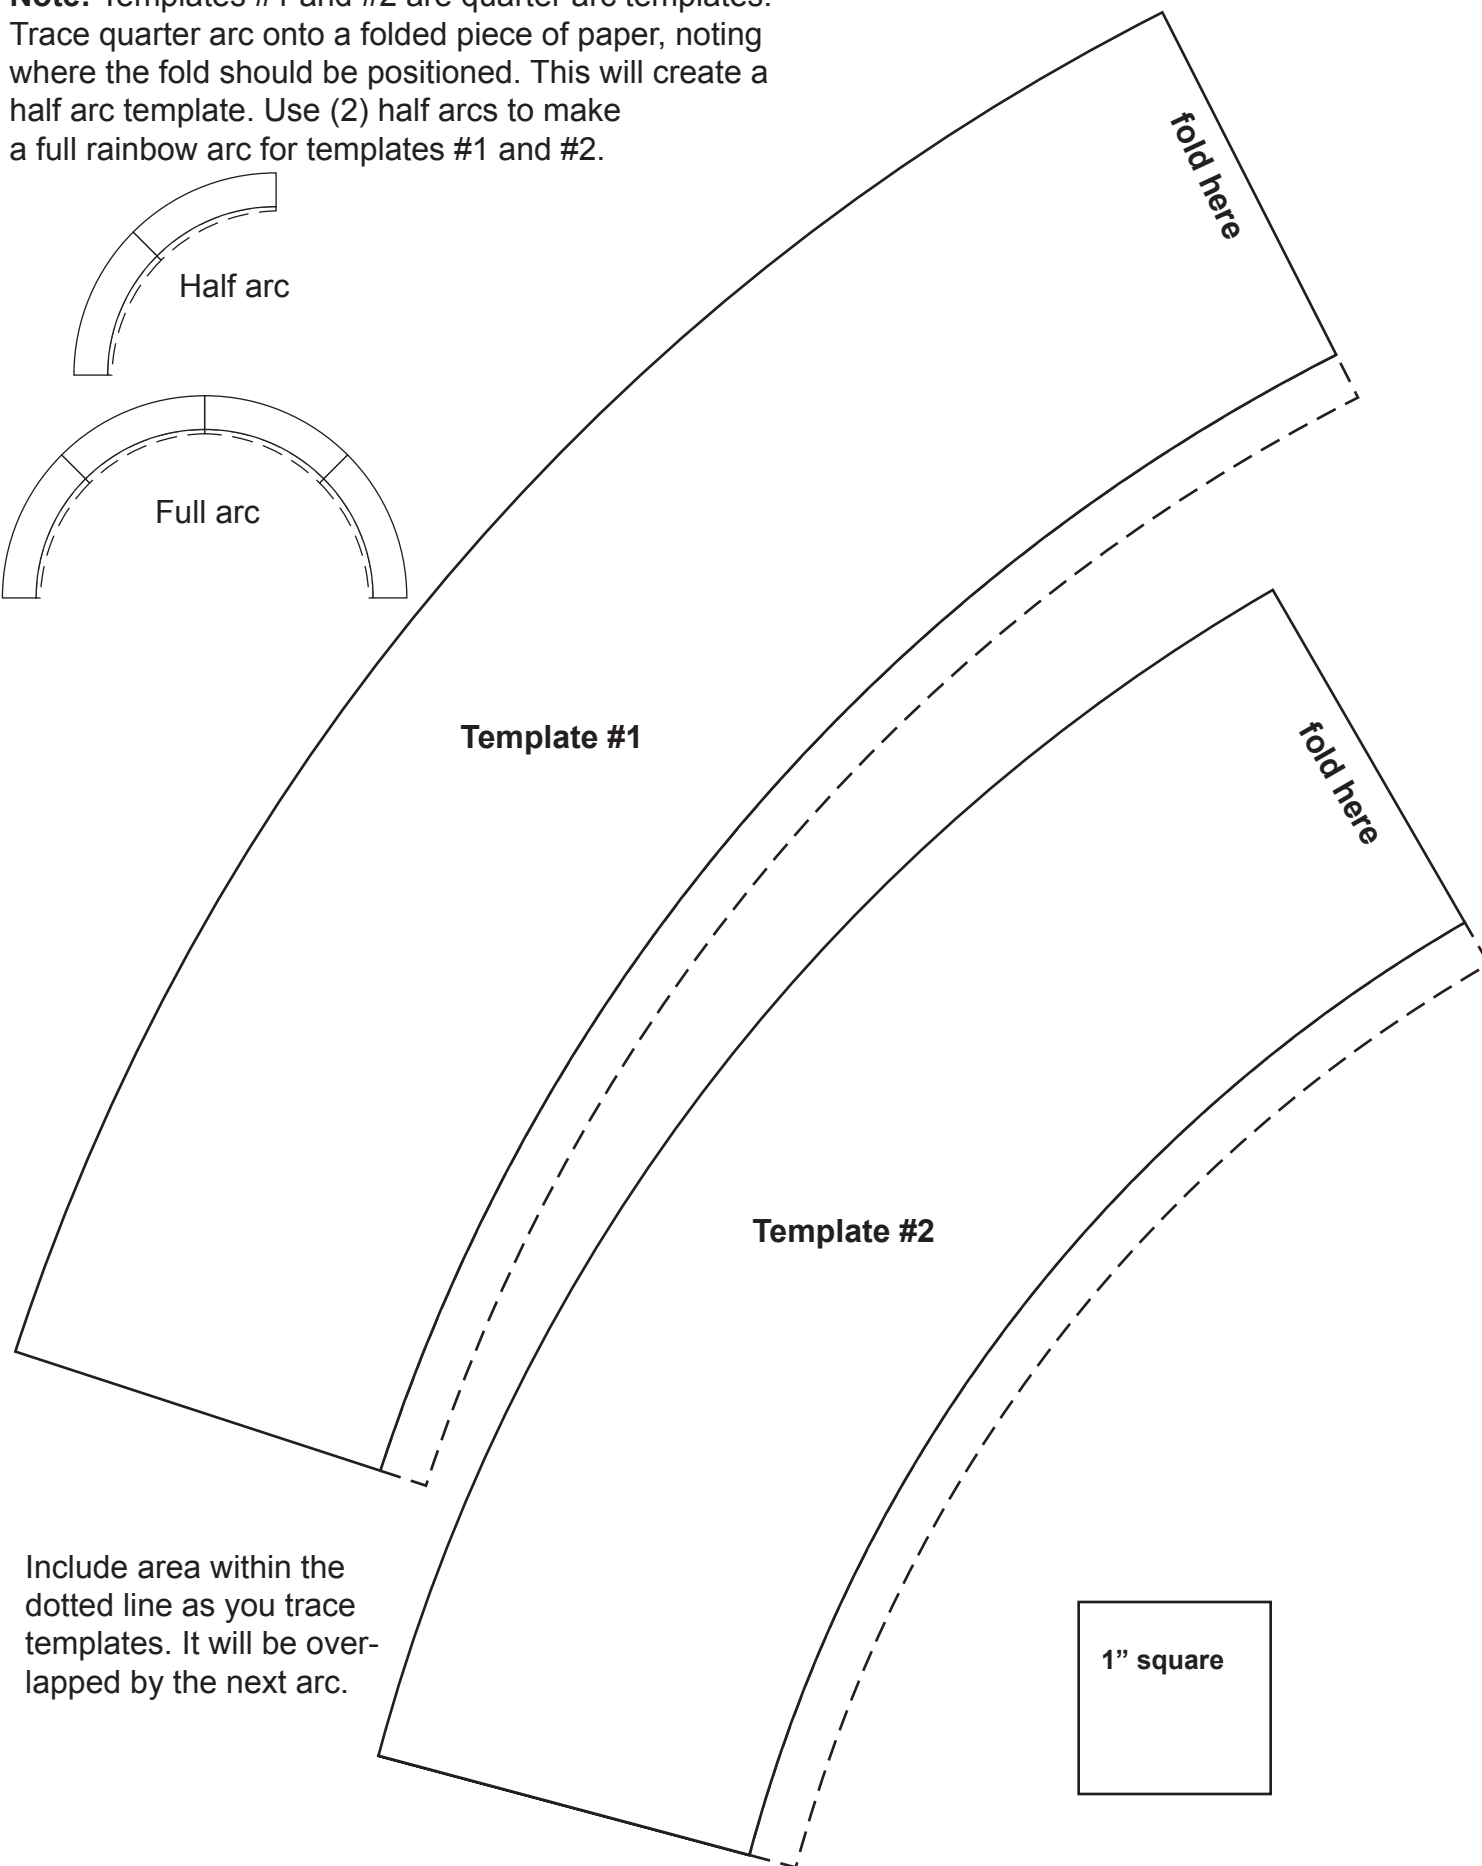 Note: Templates #1 and #2 are quarter arc templates.
Trace quarter arc onto a folded piece of paper, noting
where the fold should be positioned. This will create a
half arc template. Use (2) half arcs to make
a full rainbow arc for templates #1 and #2.
fold here
Half arc
Full arc
Template #1
fold here
Template #2
Include area within the
dotted line as you trace
templates. It will be over-
lapped by the next arc.
1” square